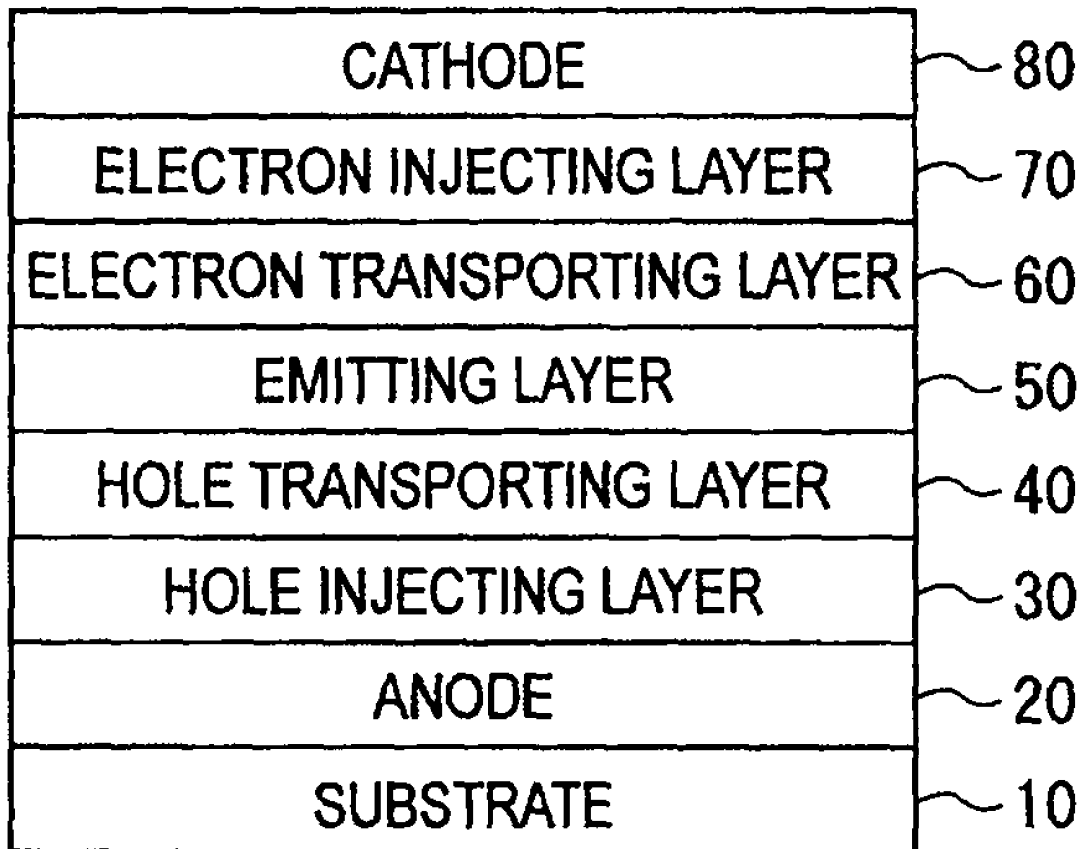 CATHODE 80
ELECTRON INJECTING LAYER 70
ELECTRON TRANSPORTING LAYER 60
EMITTING LAYER 50
HOLE TRANSPORTING LAYER 40
HOLE INJECTING LAYER 30
ANODE 20
SUBSTRATE 10